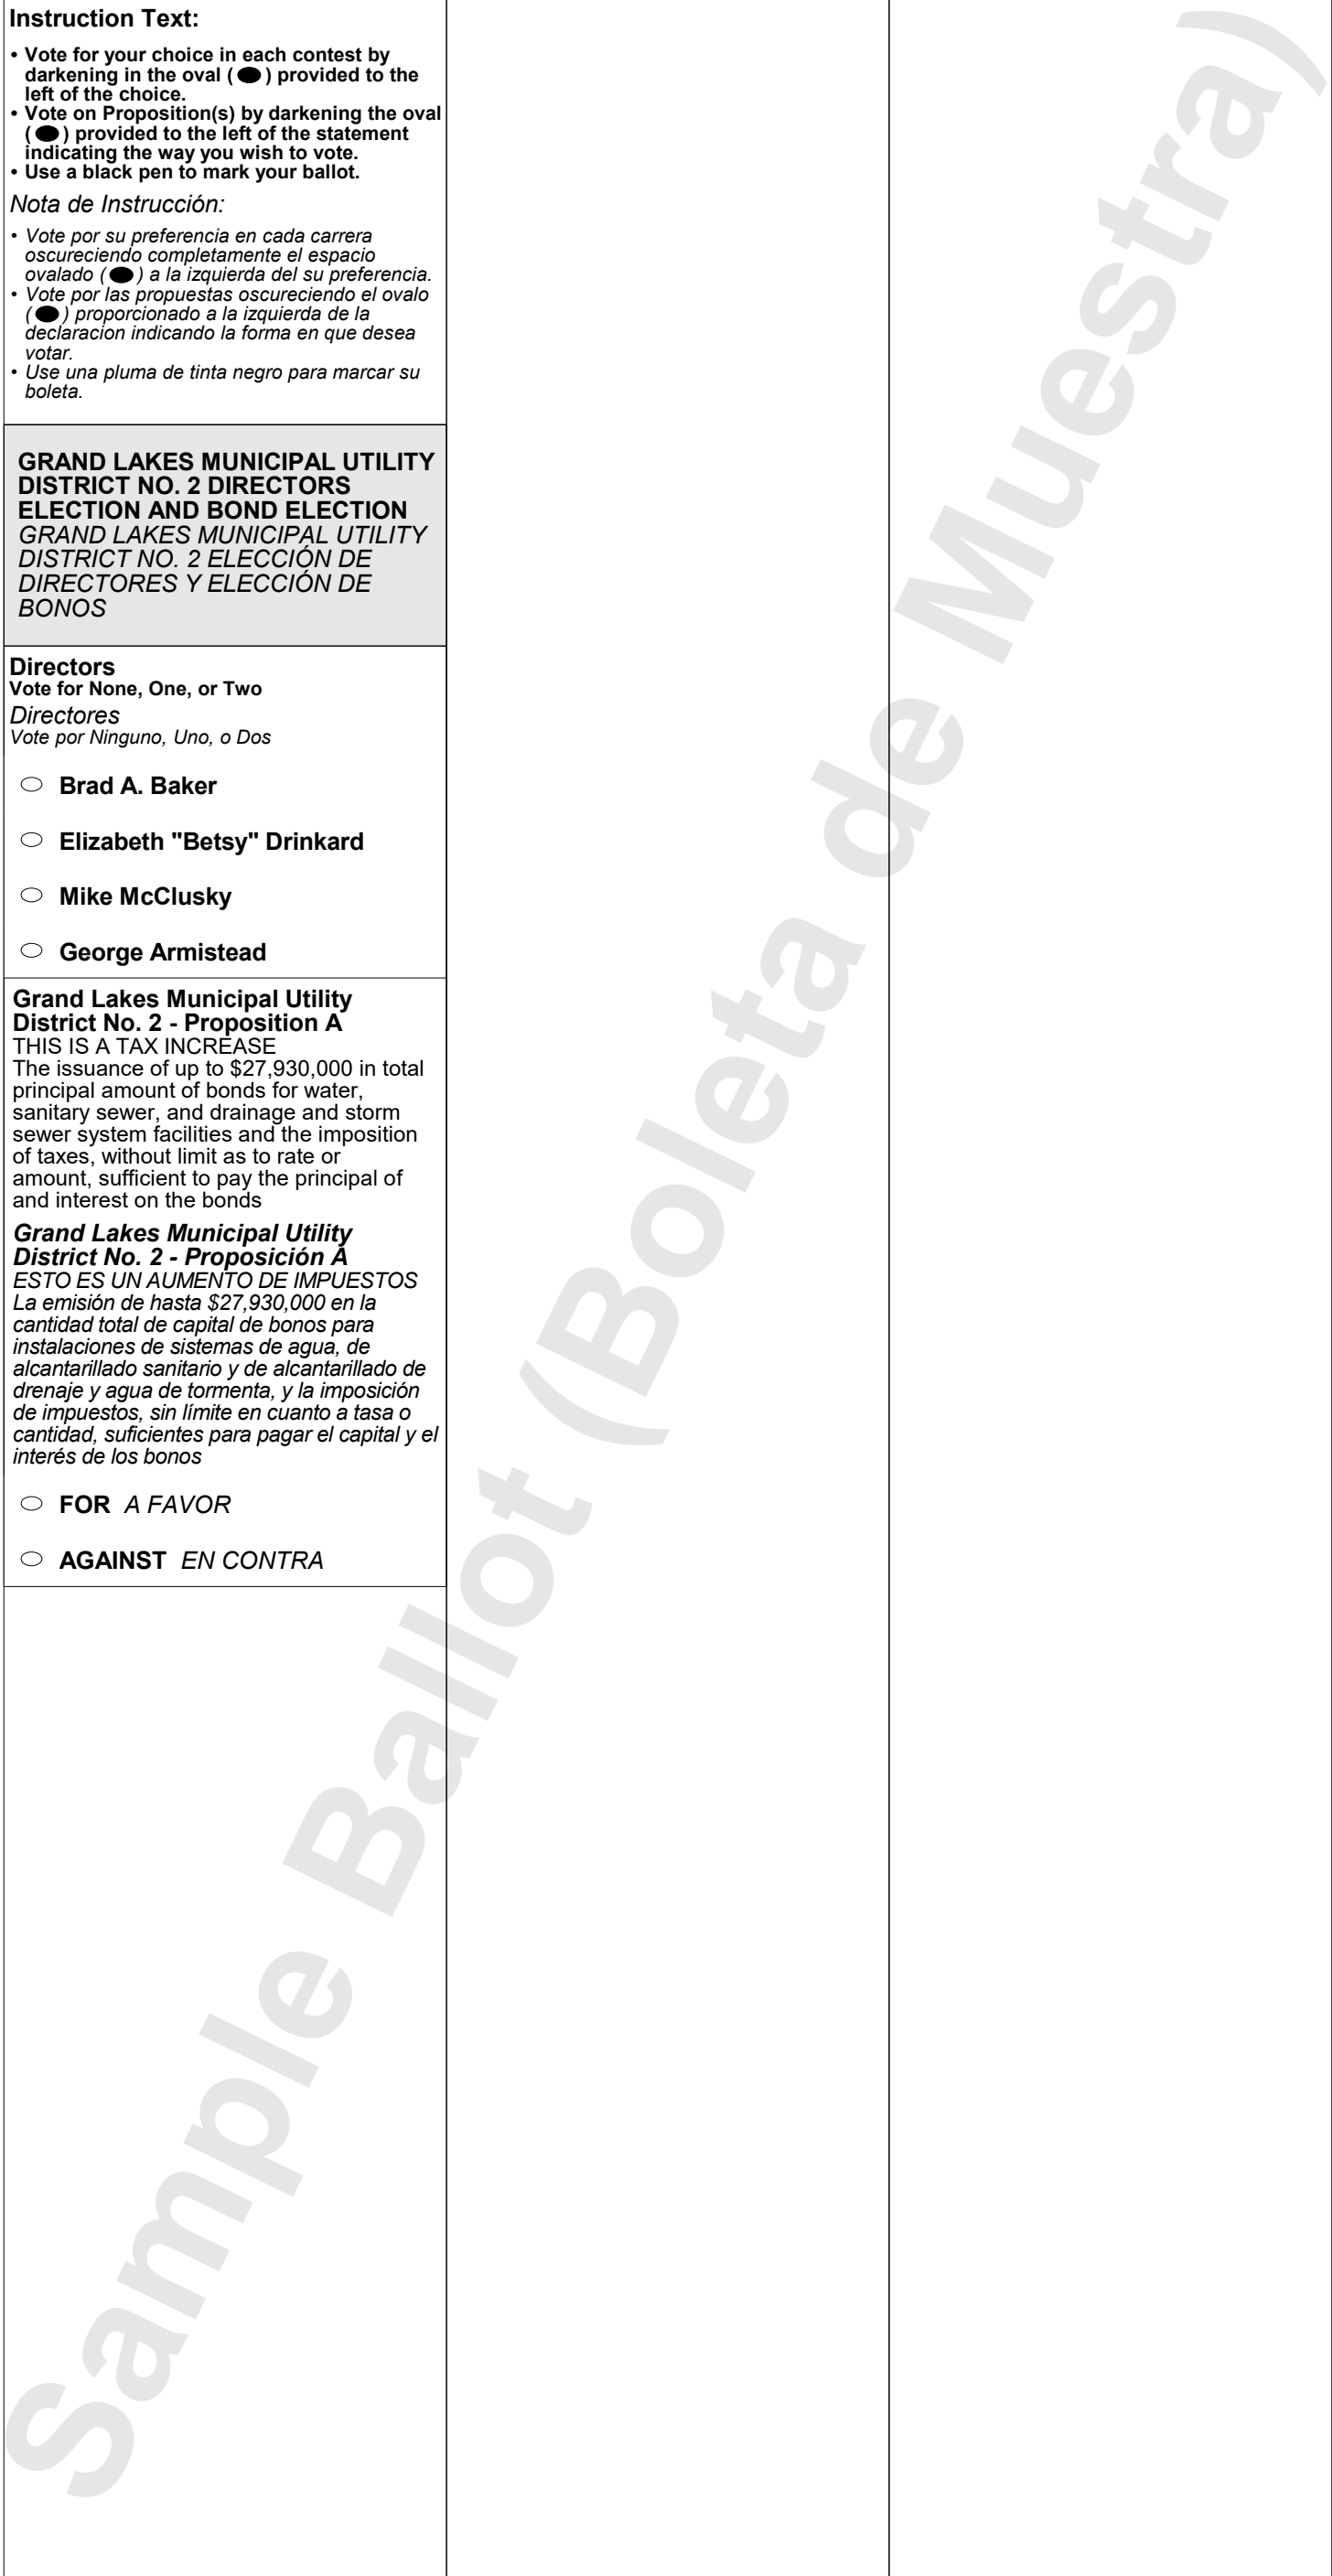 Instruction Text:
• Vote for your choice in each contest by
darkening in the oval ( ) provided to the
left of the choice.
• Vote on Proposition(s) by darkening the oval
( ) provided to the left of the statement
indicating the way you wish to vote.
• Use a black pen to mark your ballot.
Nota de Instrucción:
• Vote por su preferencia en cada carrera
oscureciendo completamente el espacio
ovalado ( ) a la izquierda del su preferencia.
• Vote por las propuestas oscureciendo el ovalo
( ) proporcionado a la izquierda de la
declaracion indicando la forma en que desea
votar.
• Use una pluma de tinta negro para marcar su
boleta.
GRAND LAKES MUNICIPAL UTILITY
DISTRICT NO. 2 DIRECTORS
ELECTION AND BOND ELECTION
GRAND LAKES MUNICIPAL UTILITY
DISTRICT NO. 2 ELECCIÓN DE
DIRECTORES Y ELECCIÓN DE
BONOS
Directors
Vote for None, One, or Two
Directores
Vote por Ninguno, Uno, o Dos
Brad A. Baker
Elizabeth "Betsy" Drinkard
Mike McClusky
George Armistead
Grand Lakes Municipal Utility
District No. 2 - Proposition A
THIS IS A TAX INCREASE
The issuance of up to $27,930,000 in total
principal amount of bonds for water,
sanitary sewer, and drainage and storm
sewer system facilities and the imposition
of taxes, without limit as to rate or
amount, sufficient to pay the principal of
and interest on the bonds
Grand Lakes Municipal Utility
District No. 2 - Proposición A
ESTO ES UN AUMENTO DE IMPUESTOS
La emisión de hasta $27,930,000 en la
cantidad total de capital de bonos para
instalaciones de sistemas de agua, de
alcantarillado sanitario y de alcantarillado de
drenaje y agua de tormenta, y la imposición
de impuestos, sin límite en cuanto a tasa o
cantidad, suficientes para pagar el capital y el
interés de los bonos
FOR A FAVOR
AGAINST EN CONTRA
Sample Ballot (Boleta de Muestra)